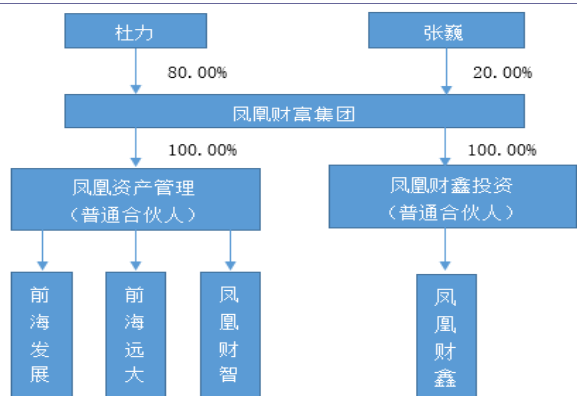 杜力
张巍
80.00%
20.00%
凤凰财富集团
100.00%
100.00%
凤凰资产管理
（普通合伙人）
凤凰财鑫投资
（普通合伙人）
前海发展
前海远大
凤凰财智
凤凰财鑫